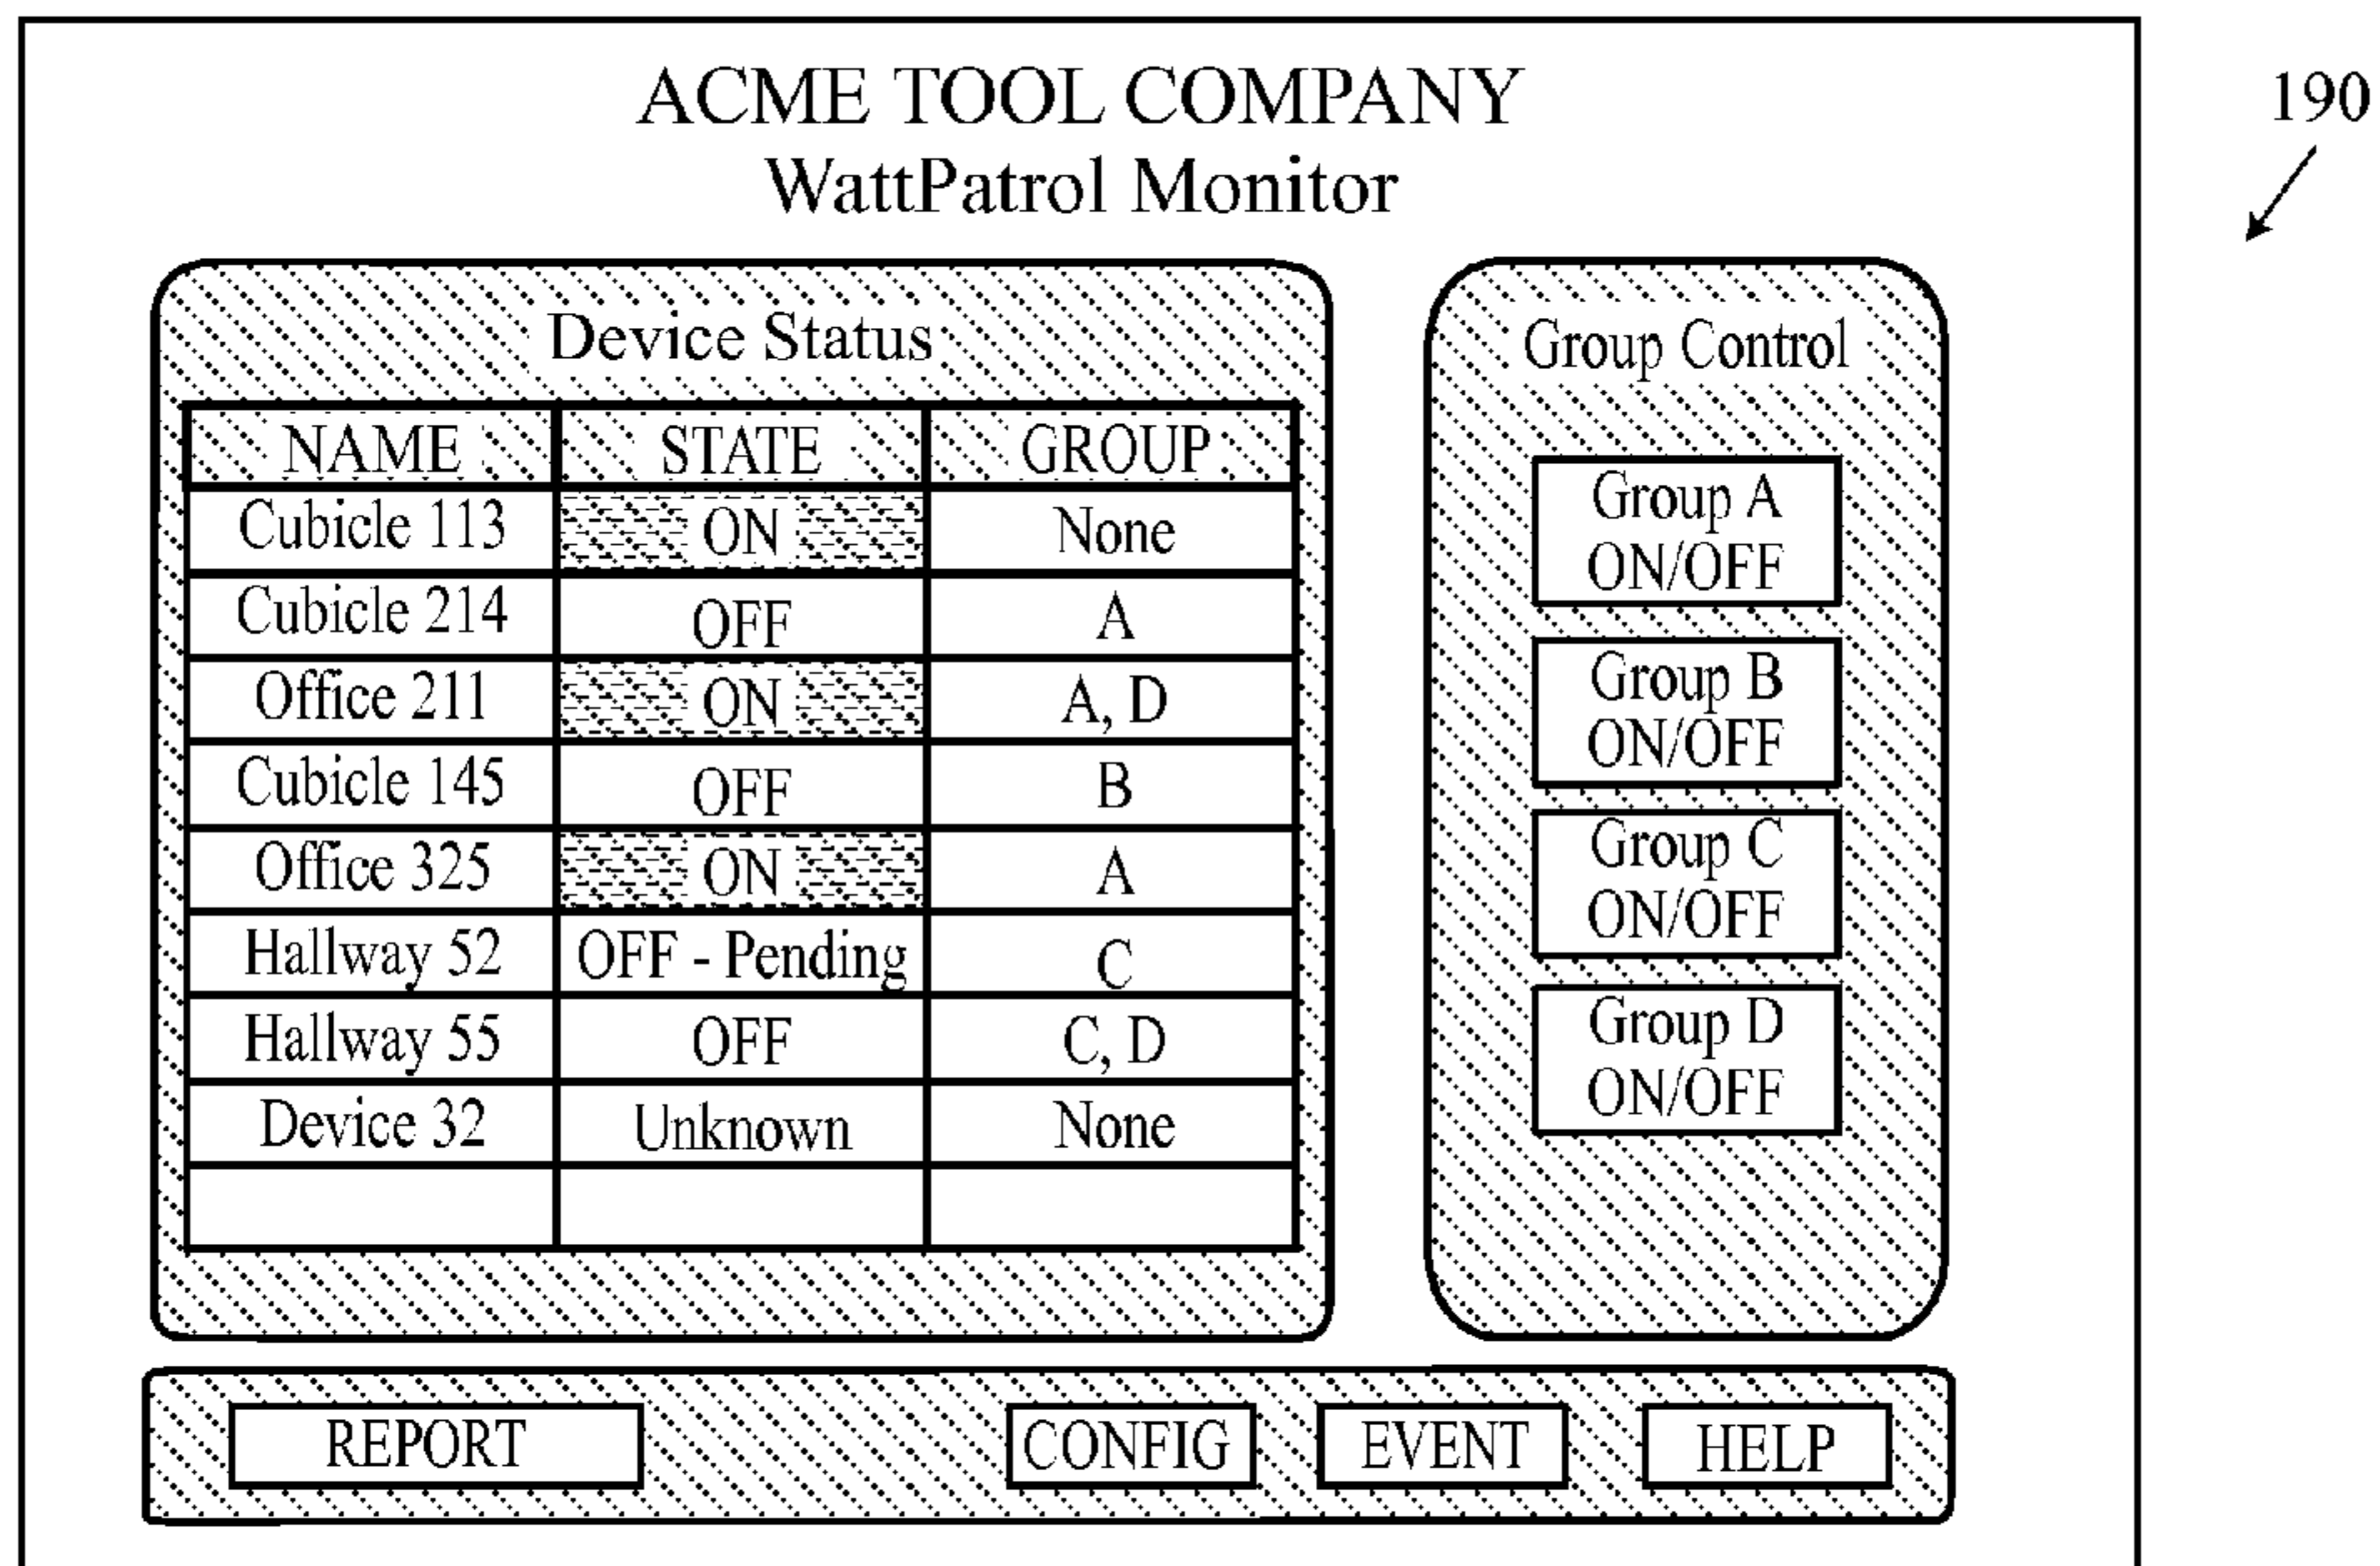 ACME TOOL COMPANY
WattPatrol Monitor
190
Device Status
NAME STATE GROUP
Cubicle 113 ON None
Cubicle 214 OFF A
Office 211 ON A, D
Cubicle 145 OFF B
Office 325 ON A
Hallway 52 OFF - Pending C
Hallway 55 OFF C, D
Device 32 Unknown None
Group Control
Group A
ON/OFF
Group B
ON/OFF
Group C
ON/OFF
Group D
ON/OFF
REPORT CONFIG EVENT HELP